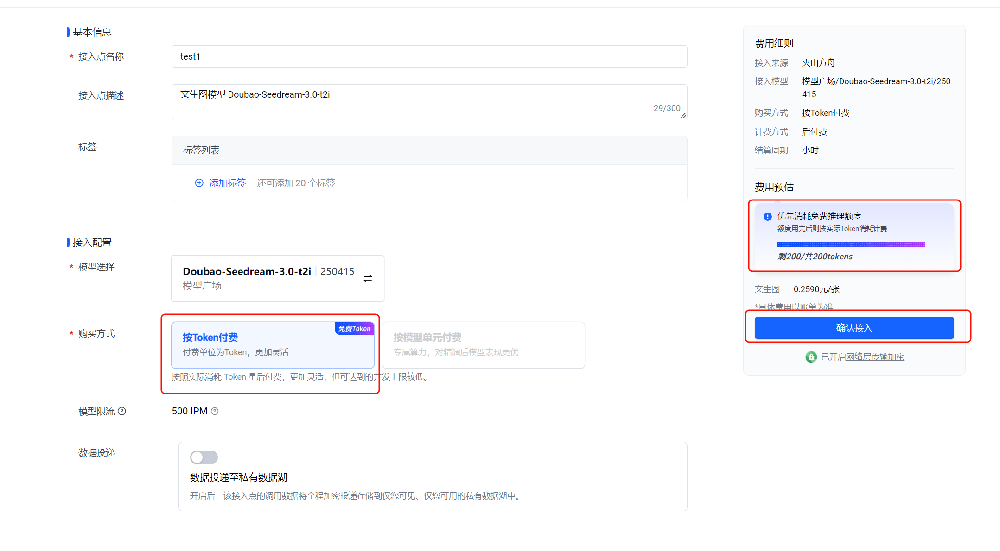 基本信息
* 接入点名称
test1
接入点描述
文生图模型 Doubao-Seedream-3.0-t2i
29/300
标签
标签列表
添加标签 还可添加 20 个标签
接入配置
* 模型选择
Doubao-Seedream-3.0-t2i | 250415
模型广场
* 购买方式
按Token付费
免费Token
付费单位为Token，更加灵活
按模型单元付费
专属算力，对精调后模型表现更优
按照实际消耗 Token 量后付费，更加灵活，但可达到的并发上限较低。
模型限流
500 IPM
数据投递
数据投递至私有数据湖
开启后，该接入点的调用数据将全程加密投递存储到仅您可见、仅您可用的私有数据湖中。
费用细则
接入来源 火山方舟
接入模型 模型广场/Doubao-Seedream-3.0-t2i/250
415
购买方式 按Token付费
计费方式 后付费
结算周期 小时
费用预估
优先消耗免费推理额度
额度用完后则按实际Token消耗计费
剩200/共200tokens
文生图 0.2590元/张
*具体费用以账单为准
确认接入
已开启网络层传输加密